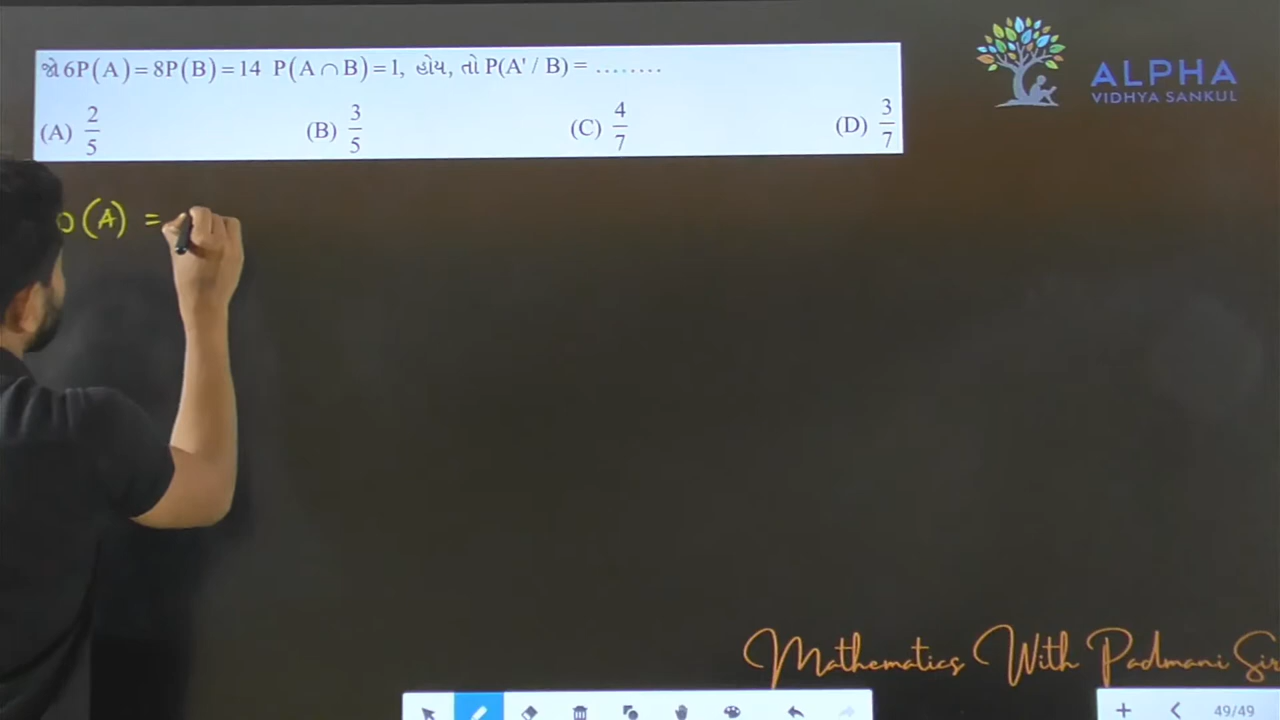 જો 6P(A) = 8P(B) = 14 P(A ∩ B) = 1, હોય, તો P(A' / B) = ........
(A) 2/5 (B) 3/5 (C) 4/7 (D) 3/7
ALPHA
VIDHYA SANKUL
(A) =
Mathematics With Padmani Sir
49/49